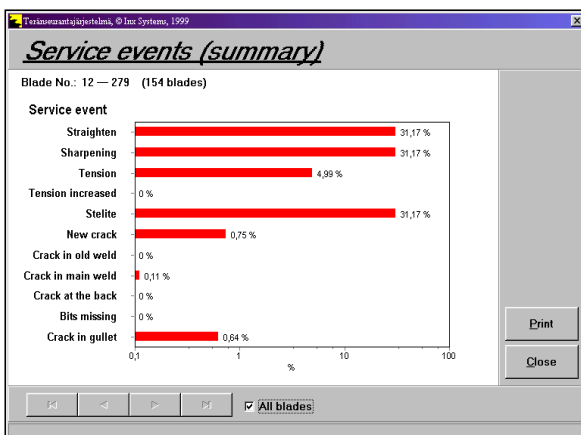 Teränseurantajärjestelmä, © Inx Systems, 1999
Service events (summary)
Blade No.: 12 — 279 (154 blades)
Service event
Straighten 31,17 %
Sharpening 31,17 %
Tension 4,99 %
Tension increased 0 %
Stelite 31,17 %
New crack 0,75 %
Crack in old weld 0 %
Crack in main weld 0,11 %
Crack at the back 0 %
Bits missing 0 %
Crack in gullet 0,64 %
0,1 1 10 100
%
Print
Close
All blades